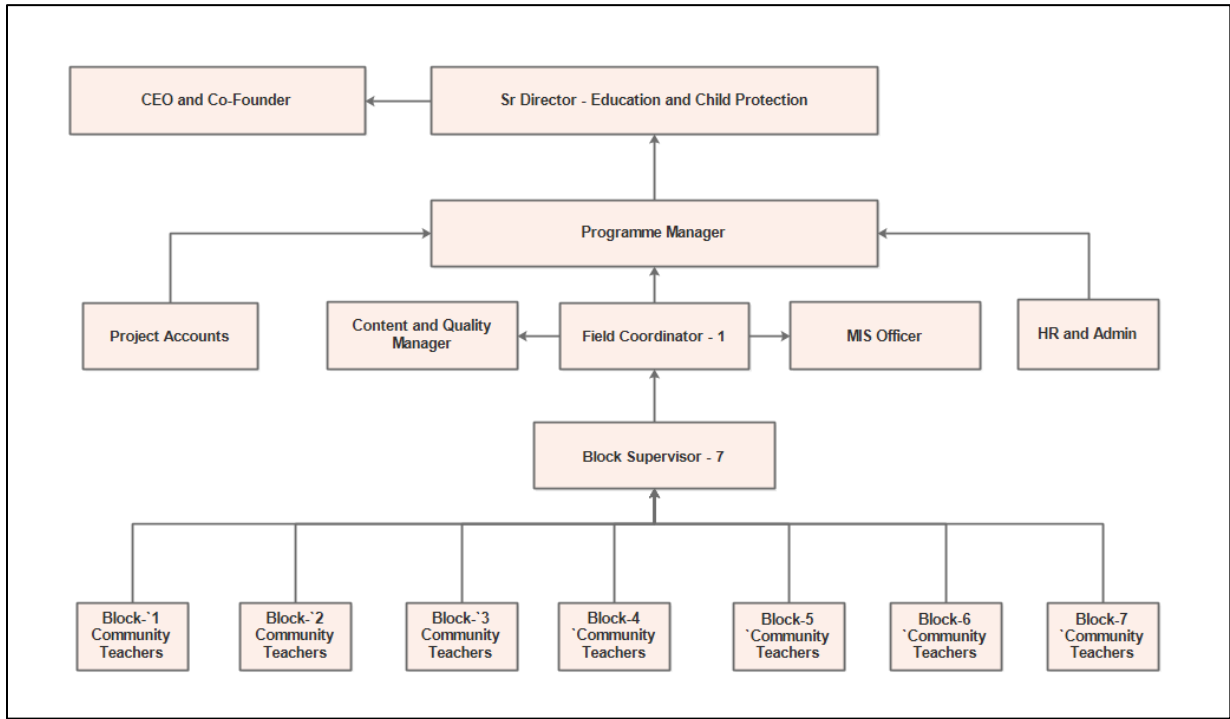 CEO and Co-Founder
Sr Director - Education and Child Protection
Programme Manager
Project Accounts
Content and Quality
Manager
Field Coordinator - 1
MIS Officer
HR and Admin
Block Supervisor - 7
Block-`1
Community
Teachers
Block-`2
Community
Teachers
Block-`3
Community
Teachers
Block-4
`Community
Teachers
Block-5
`Community
Teachers
Block-6
`Community
Teachers
Block-7
`Community
Teachers